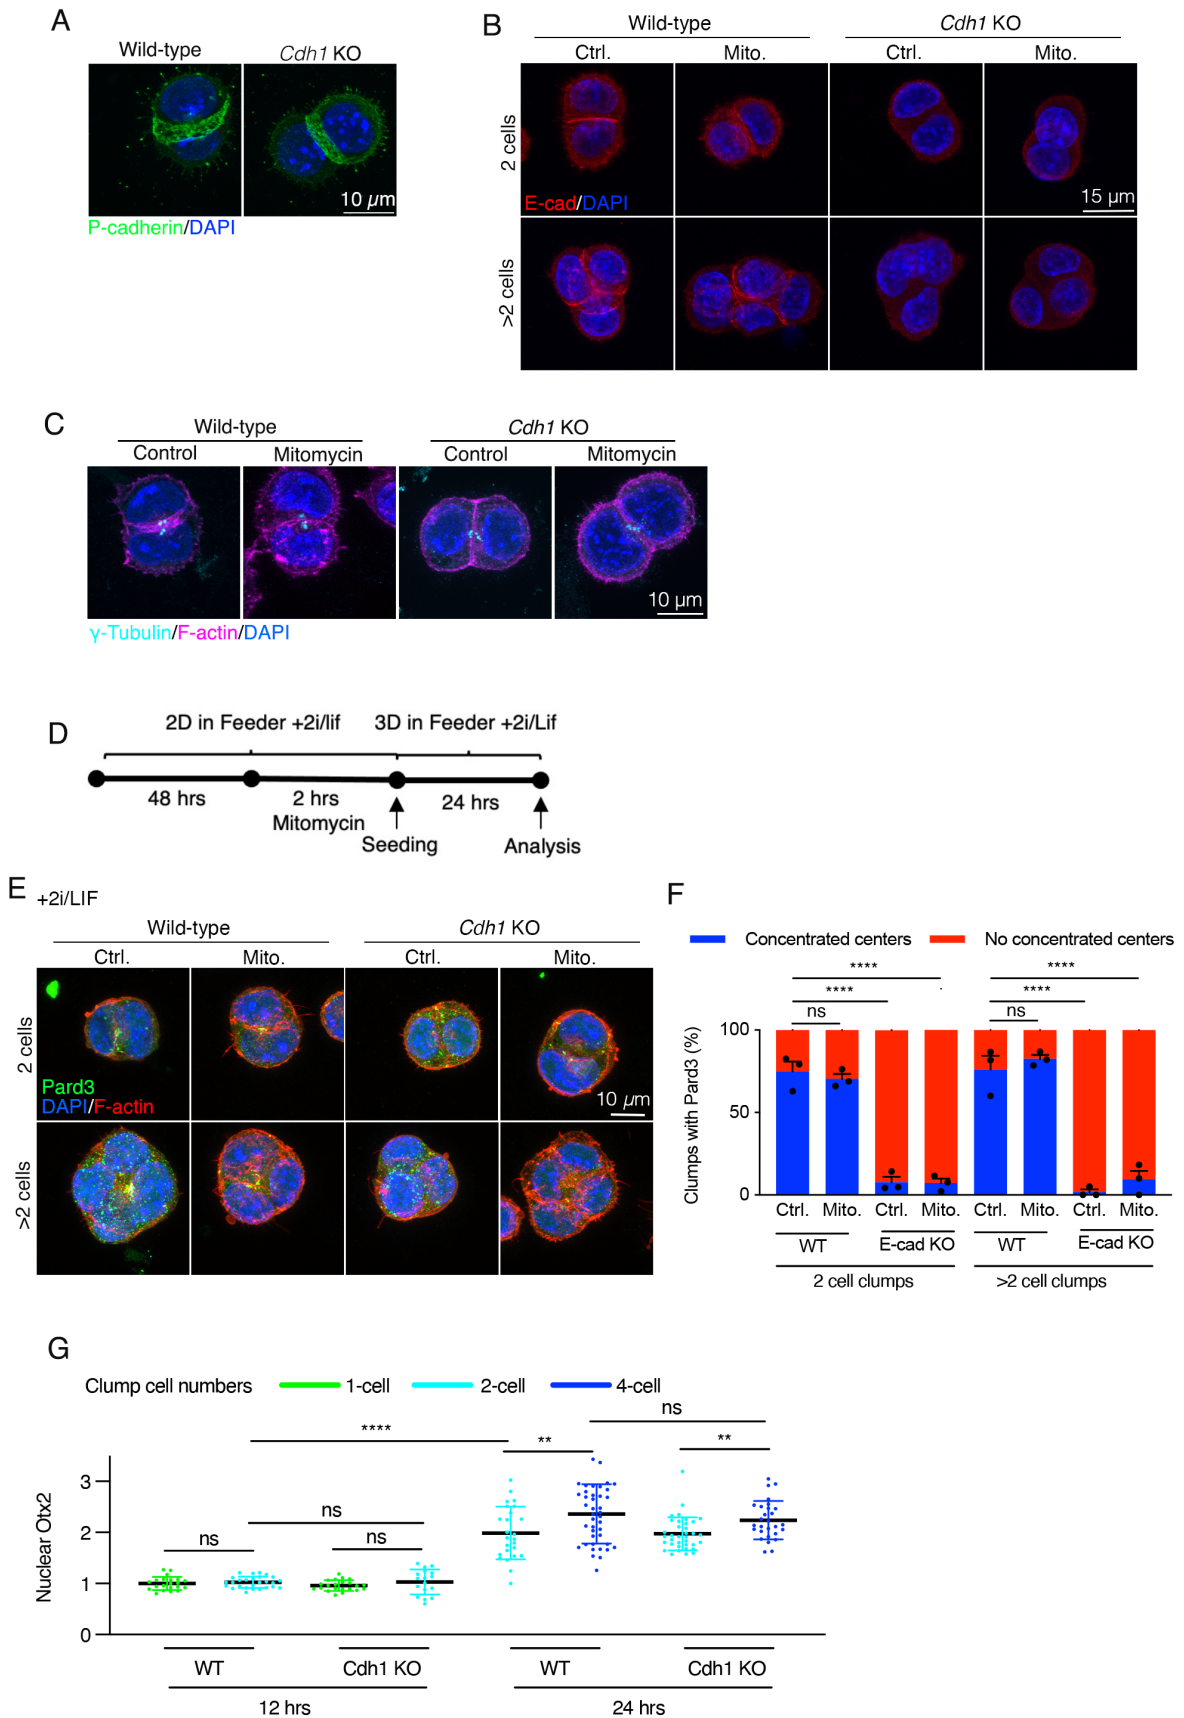 A
Wild-type
Cdh1 KO
10 µm
P-cadherin/DAPI
B
Wild-type
Cdh1 KO
Ctrl.
Mito.
Ctrl.
Mito.
2 cells
E-cad/DAPI
15 µm
>2 cells
C
Wild-type
Cdh1 KO
Control
Mitomycin
Control
Mitomycin
10 µm
γ-Tubulin/F-actin/DAPI
D
2D in Feeder +2i/lif
3D in Feeder +2i/Lif
48 hrs
2 hrs
Mitomycin
24 hrs
Seeding
Analysis
E
+2i/LIF
Wild-type
Cdh1 KO
Ctrl.
Mito.
Ctrl.
Mito.
2 cells
Pard3
DAPI/F-actin
10 µm
>2 cells
F
Concentrated centers
No concentrated centers
****
****
****
****
ns
ns
Clumps with Pard3 (%)
100
50
0
Ctrl.
Mito.
Ctrl.
Mito.
Ctrl.
Mito.
Ctrl.
Mito.
WT
E-cad KO
WT
E-cad KO
2 cell clumps
>2 cell clumps
G
Clump cell numbers
1-cell
2-cell
4-cell
ns
****
**
**
ns
ns
ns
Nuclear Otx2
3
2
1
0
WT
Cdh1 KO
WT
Cdh1 KO
12 hrs
24 hrs